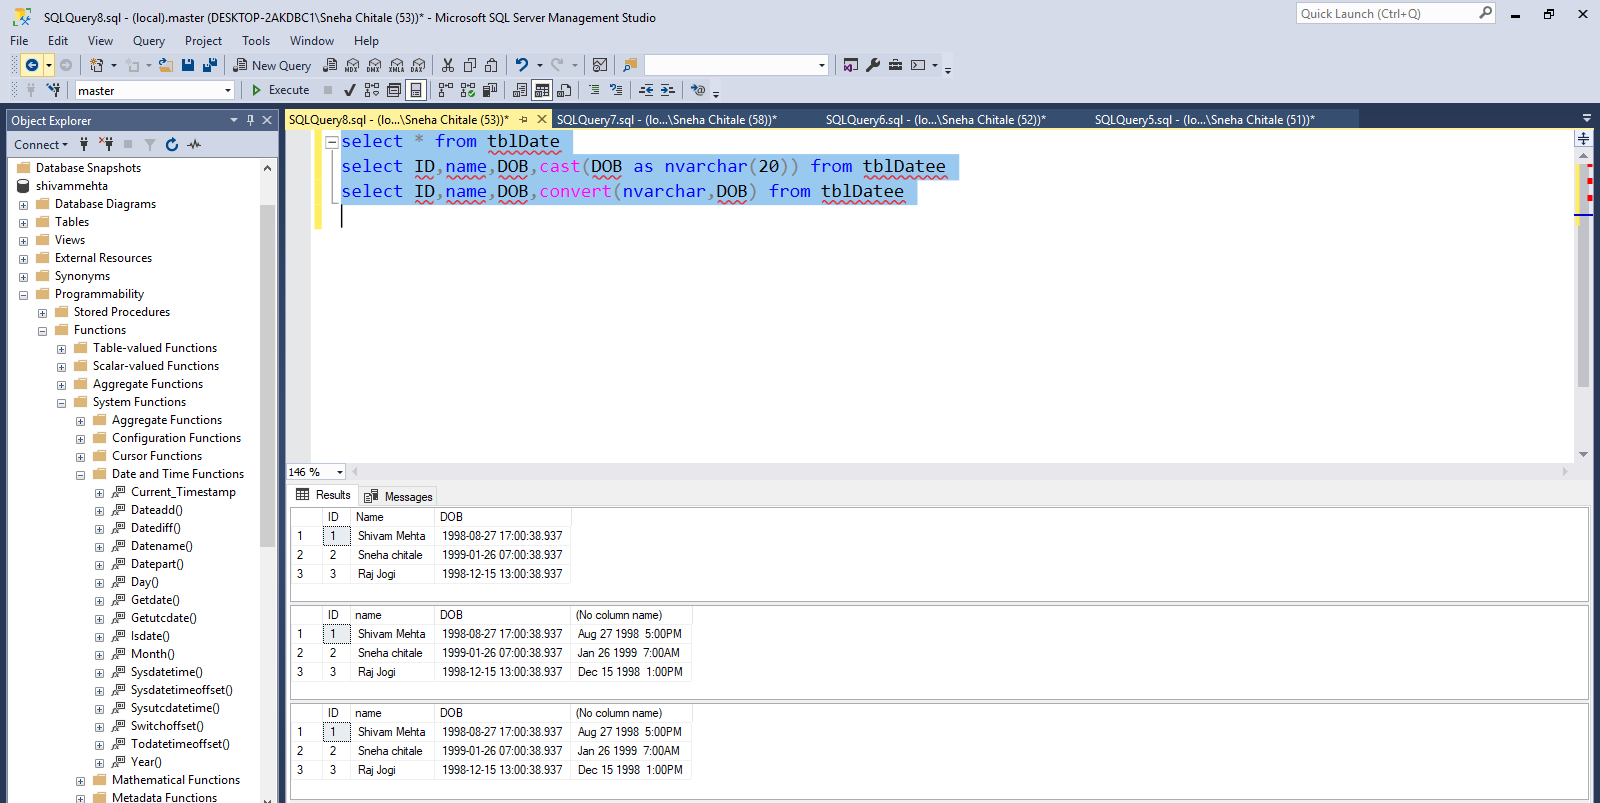 SQLQuery8.sql - (local).master (DESKTOP-2AKDBC1\Sneha Chitale (53))* - Microsoft SQL Server Management Studio
Quick Launch (Ctrl+Q)
File Edit View Query Project Tools Window Help
New Query MDX DMX XMLA DAX
master Execute
Object Explorer
Connect
Database Snapshots
shivammehta
Database Diagrams
Tables
Views
External Resources
Synonyms
Programmability
Stored Procedures
Functions
Table-valued Functions
Scalar-valued Functions
Aggregate Functions
System Functions
Aggregate Functions
Configuration Functions
Cursor Functions
Date and Time Functions
Current_Timestamp
Dateadd()
Datediff()
Datename()
Datepart()
Day()
Getdate()
Getutcdate()
Isdate()
Month()
Sysdatetime()
Sysdatetimeoffset()
Sysutcdatetime()
Switchoffset()
Todatetimeoffset()
Year()
Mathematical Functions
Metadata Functions
SQLQuery8.sql - (lo...\Sneha Chitale (53))* SQLQuery7.sql - (lo...\Sneha Chitale (58))* SQLQuery6.sql - (lo...\Sneha Chitale (52))* SQLQuery5.sql - (lo...\Sneha Chitale (51))*
select * from tblDate
select ID,name,DOB,cast(DOB as nvarchar(20)) from tblDatee
select ID,name,DOB,convert(nvarchar,DOB) from tblDatee
146 %
Results Messages
ID Name DOB
1 1 Shivam Mehta 1998-08-27 17:00:38.937
2 2 Sneha chitale 1999-01-26 07:00:38.937
3 3 Raj Jogi 1998-12-15 13:00:38.937
ID name DOB (No column name)
1 1 Shivam Mehta 1998-08-27 17:00:38.937 Aug 27 1998 5:00PM
2 2 Sneha chitale 1999-01-26 07:00:38.937 Jan 26 1999 7:00AM
3 3 Raj Jogi 1998-12-15 13:00:38.937 Dec 15 1998 1:00PM
ID name DOB (No column name)
1 1 Shivam Mehta 1998-08-27 17:00:38.937 Aug 27 1998 5:00PM
2 2 Sneha chitale 1999-01-26 07:00:38.937 Jan 26 1999 7:00AM
3 3 Raj Jogi 1998-12-15 13:00:38.937 Dec 15 1998 1:00PM